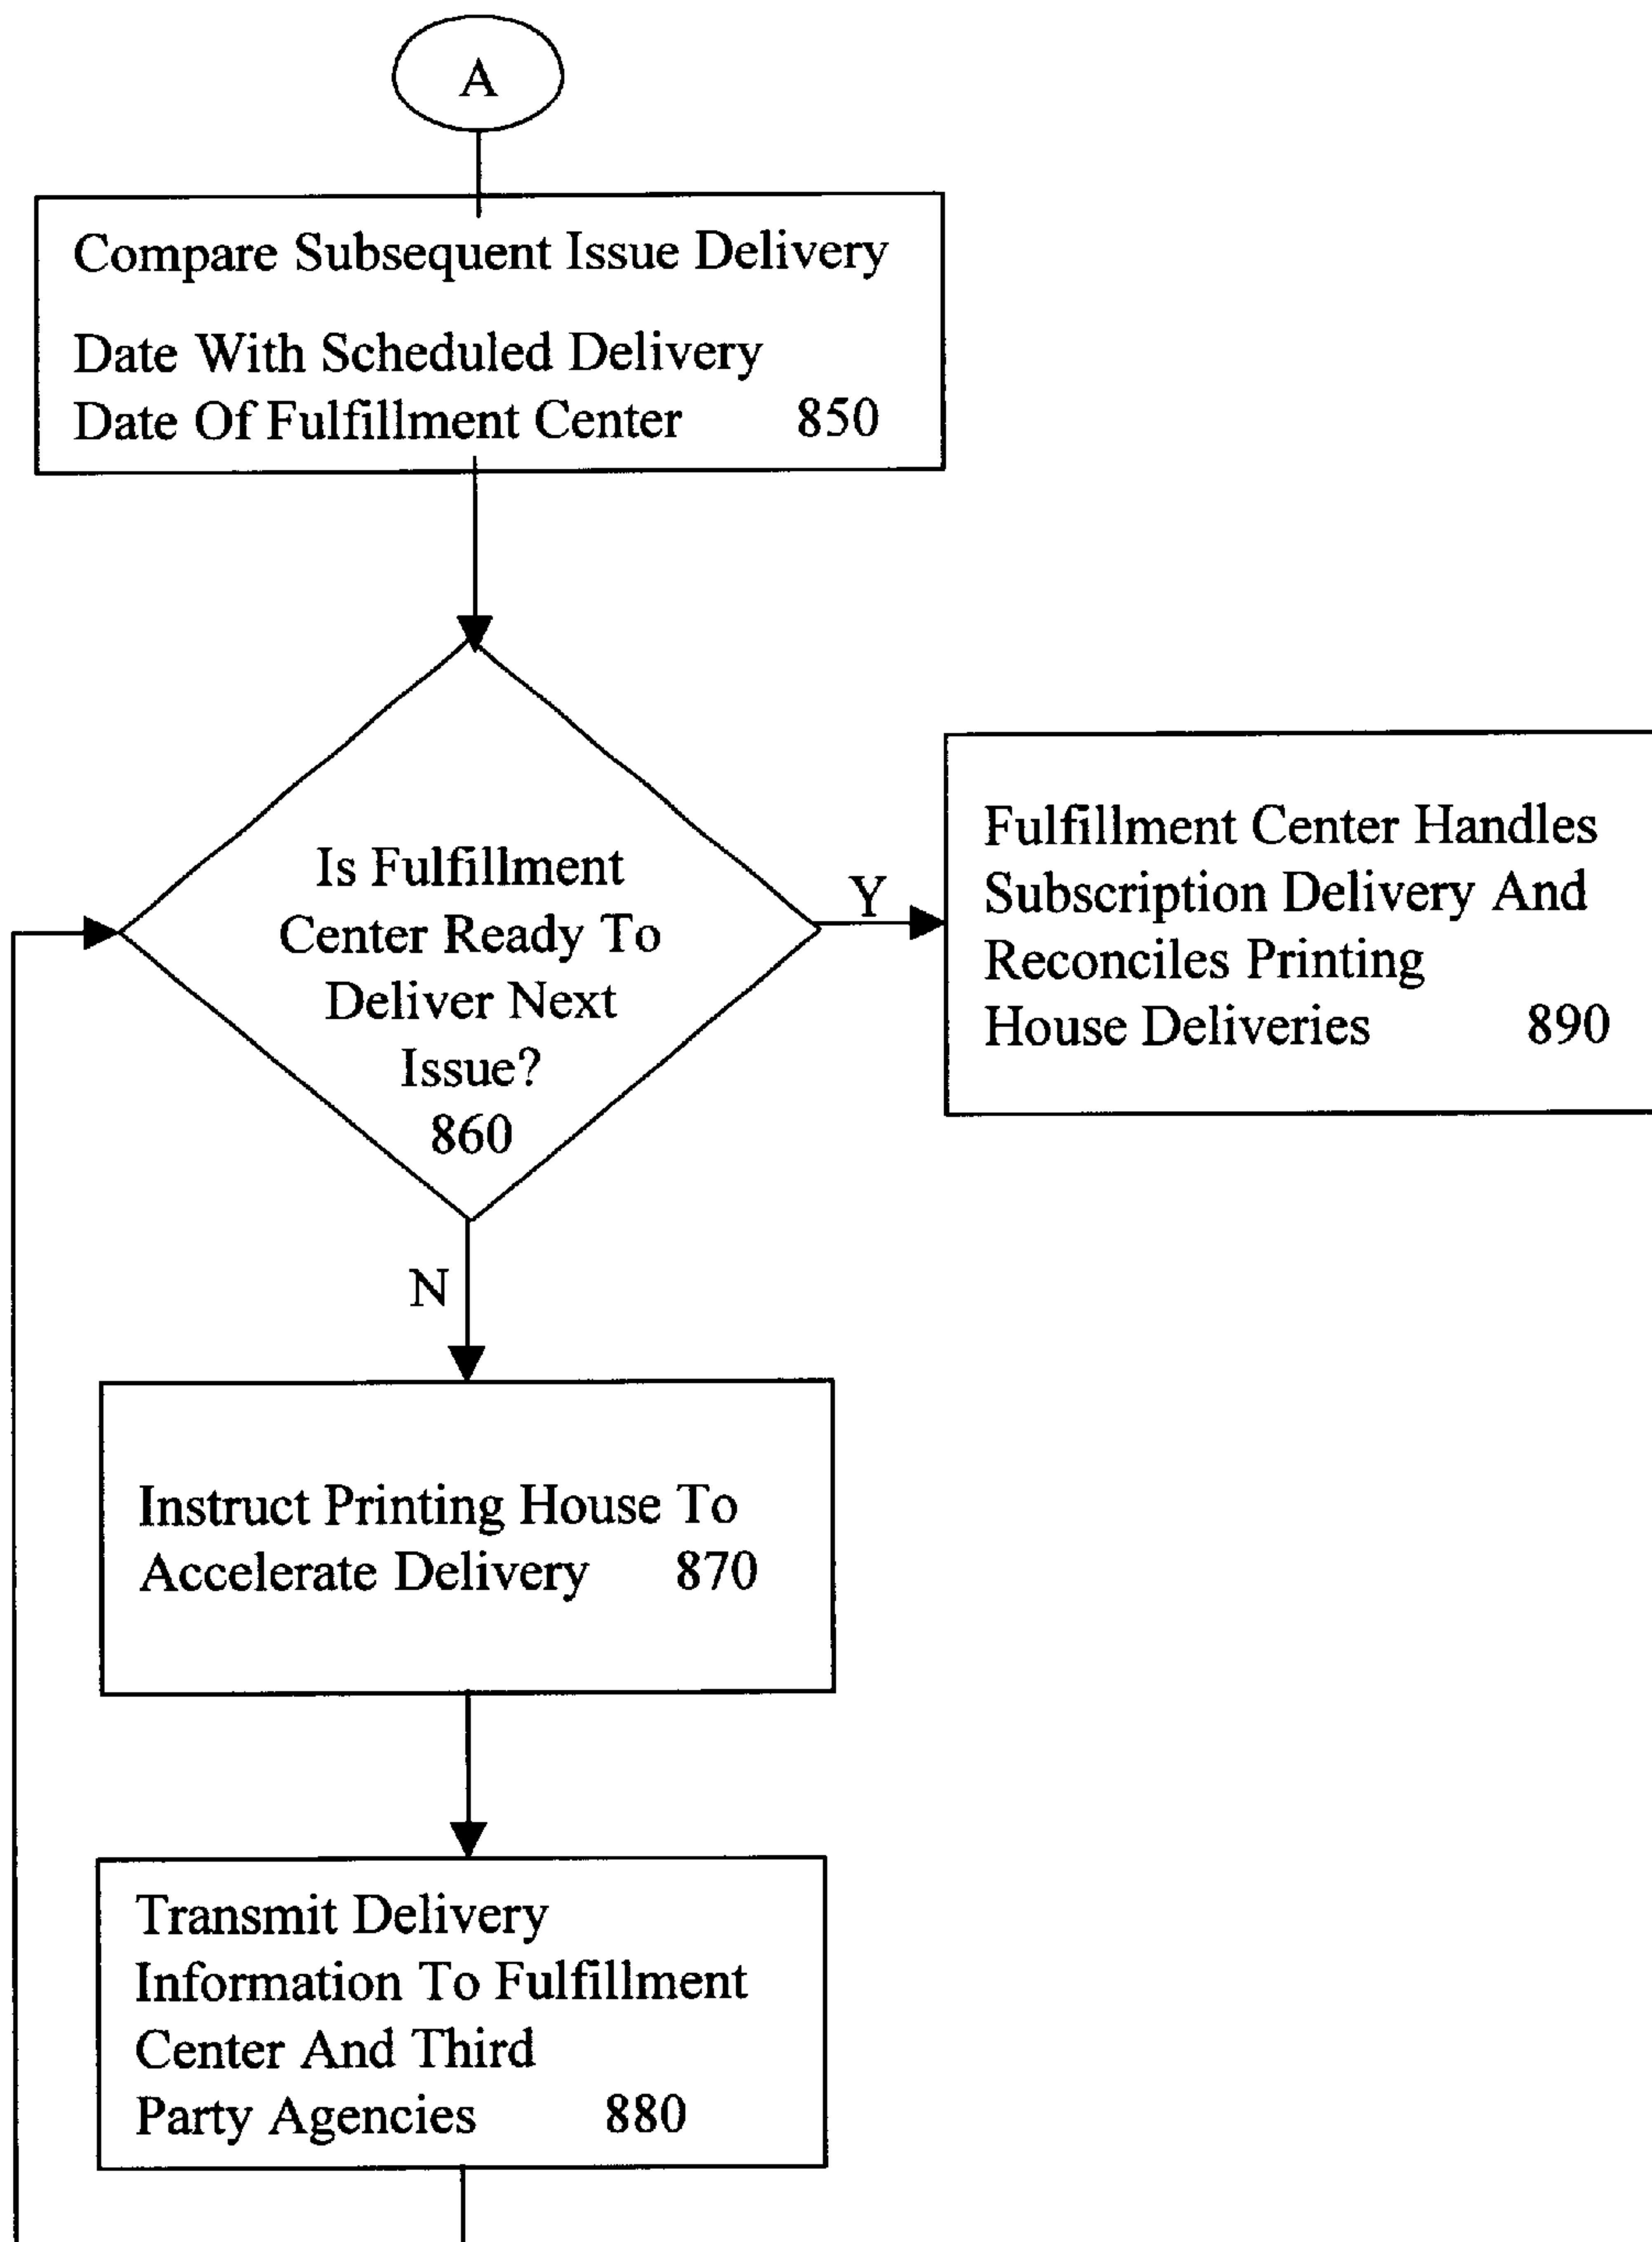 A
Compare Subsequent Issue Delivery
Date With Scheduled Delivery
Date Of Fulfillment Center 850
Is Fulfillment
Center Ready To
Deliver Next
Issue?
860
Y
Fulfillment Center Handles
Subscription Delivery And
Reconciles Printing
House Deliveries 890
N
Instruct Printing House To
Accelerate Delivery 870
Transmit Delivery
Information To Fulfillment
Center And Third
Party Agencies 880